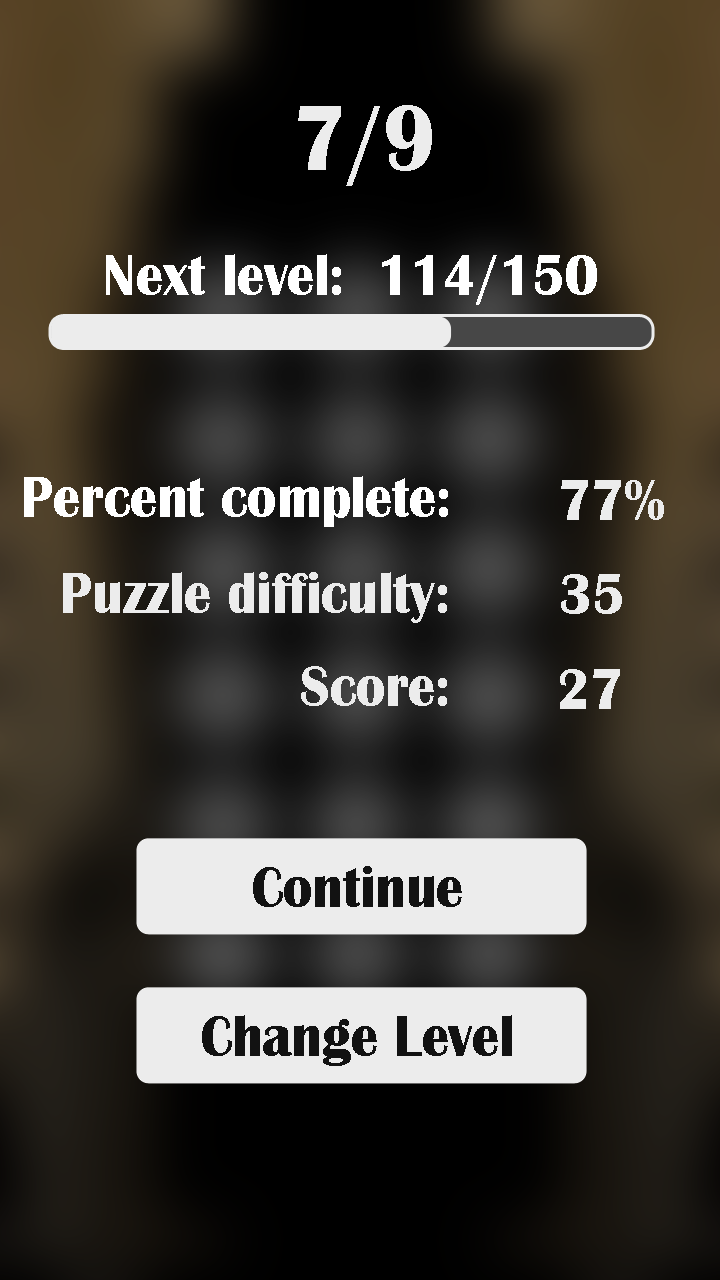 7/9
Next level: 114/150
Percent complete: 77%
Puzzle difficulty: 35
Score: 27
Continue
Change Level